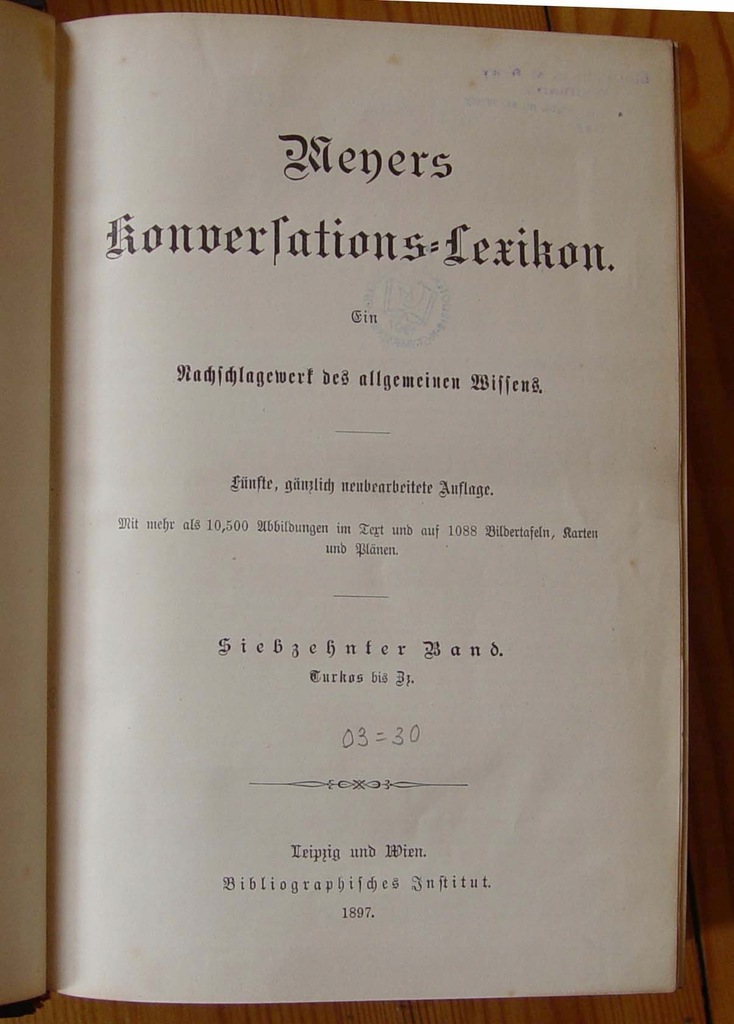 Meyers
Konversations-Lexikon.
Ein
Nachschlagewerk des allgemeinen Wissens.
Fünfte, gänzlich neubearbeitete Auflage.
Mit mehr als 10,500 Abbildungen im Text und auf 1088 Bildertafeln, Karten
und Plänen.
Siebzehnter Band.
Turkos bis Zz.
03=30
Leipzig und Wien.
Bibliographisches Institut.
1897.